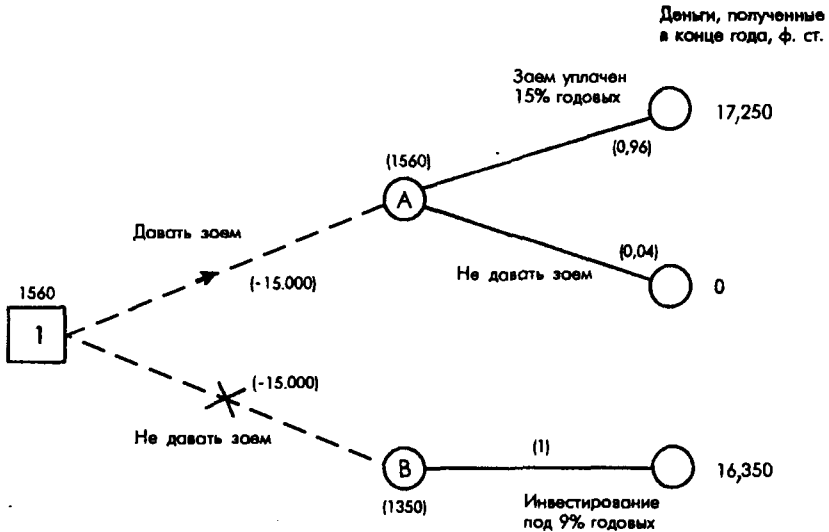 Деньги, полученные
в конце года, ф. ст.
Заем уплачен
15% годовых
17,250
(0,96)
(1560)
А
Давать заем
(-15.000)
(0,04)
Не давать заем
0
1560
1
(-15.000)
Не давать заем
В
(1350)
(1)
16,350
Инвестирование
под 9% годовых